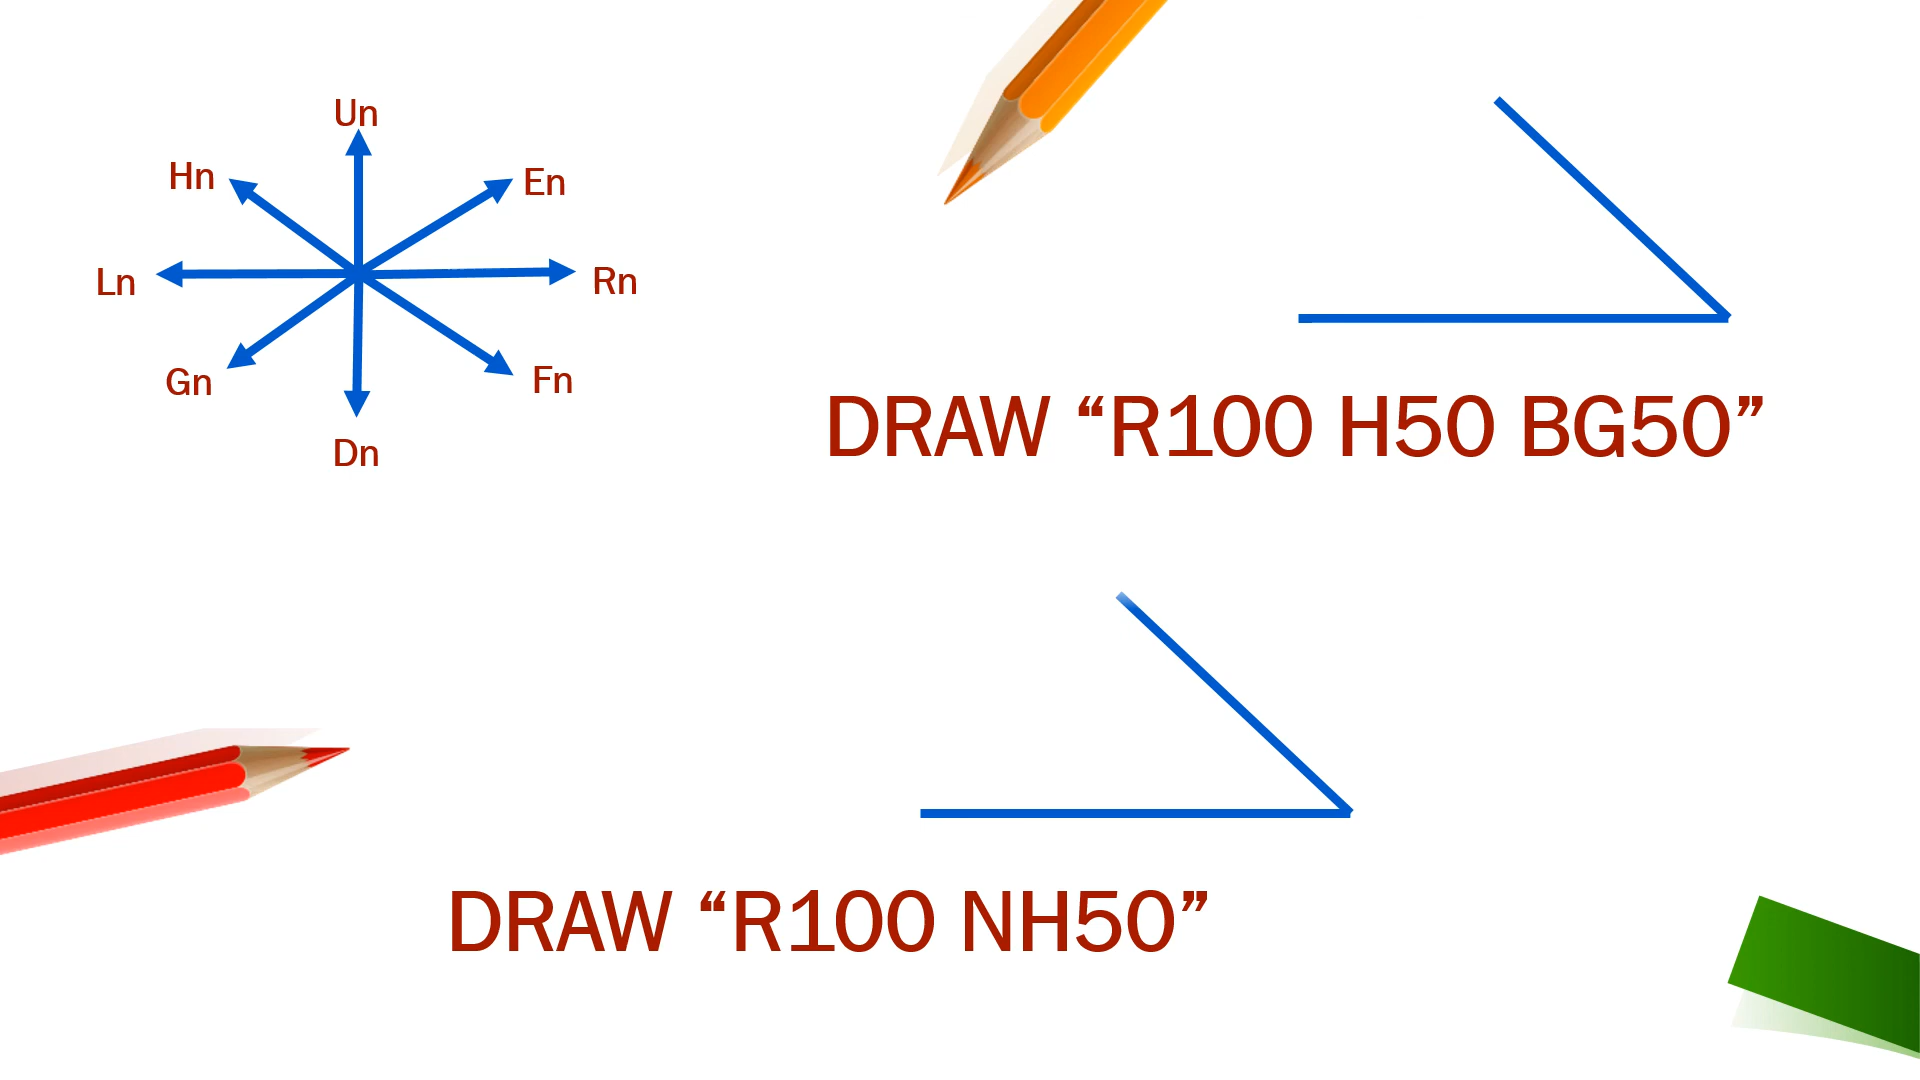 Un
Hn
En
Ln
Rn
Gn
Fn
Dn
DRAW “R100 H50 BG50”
DRAW “R100 NH50”